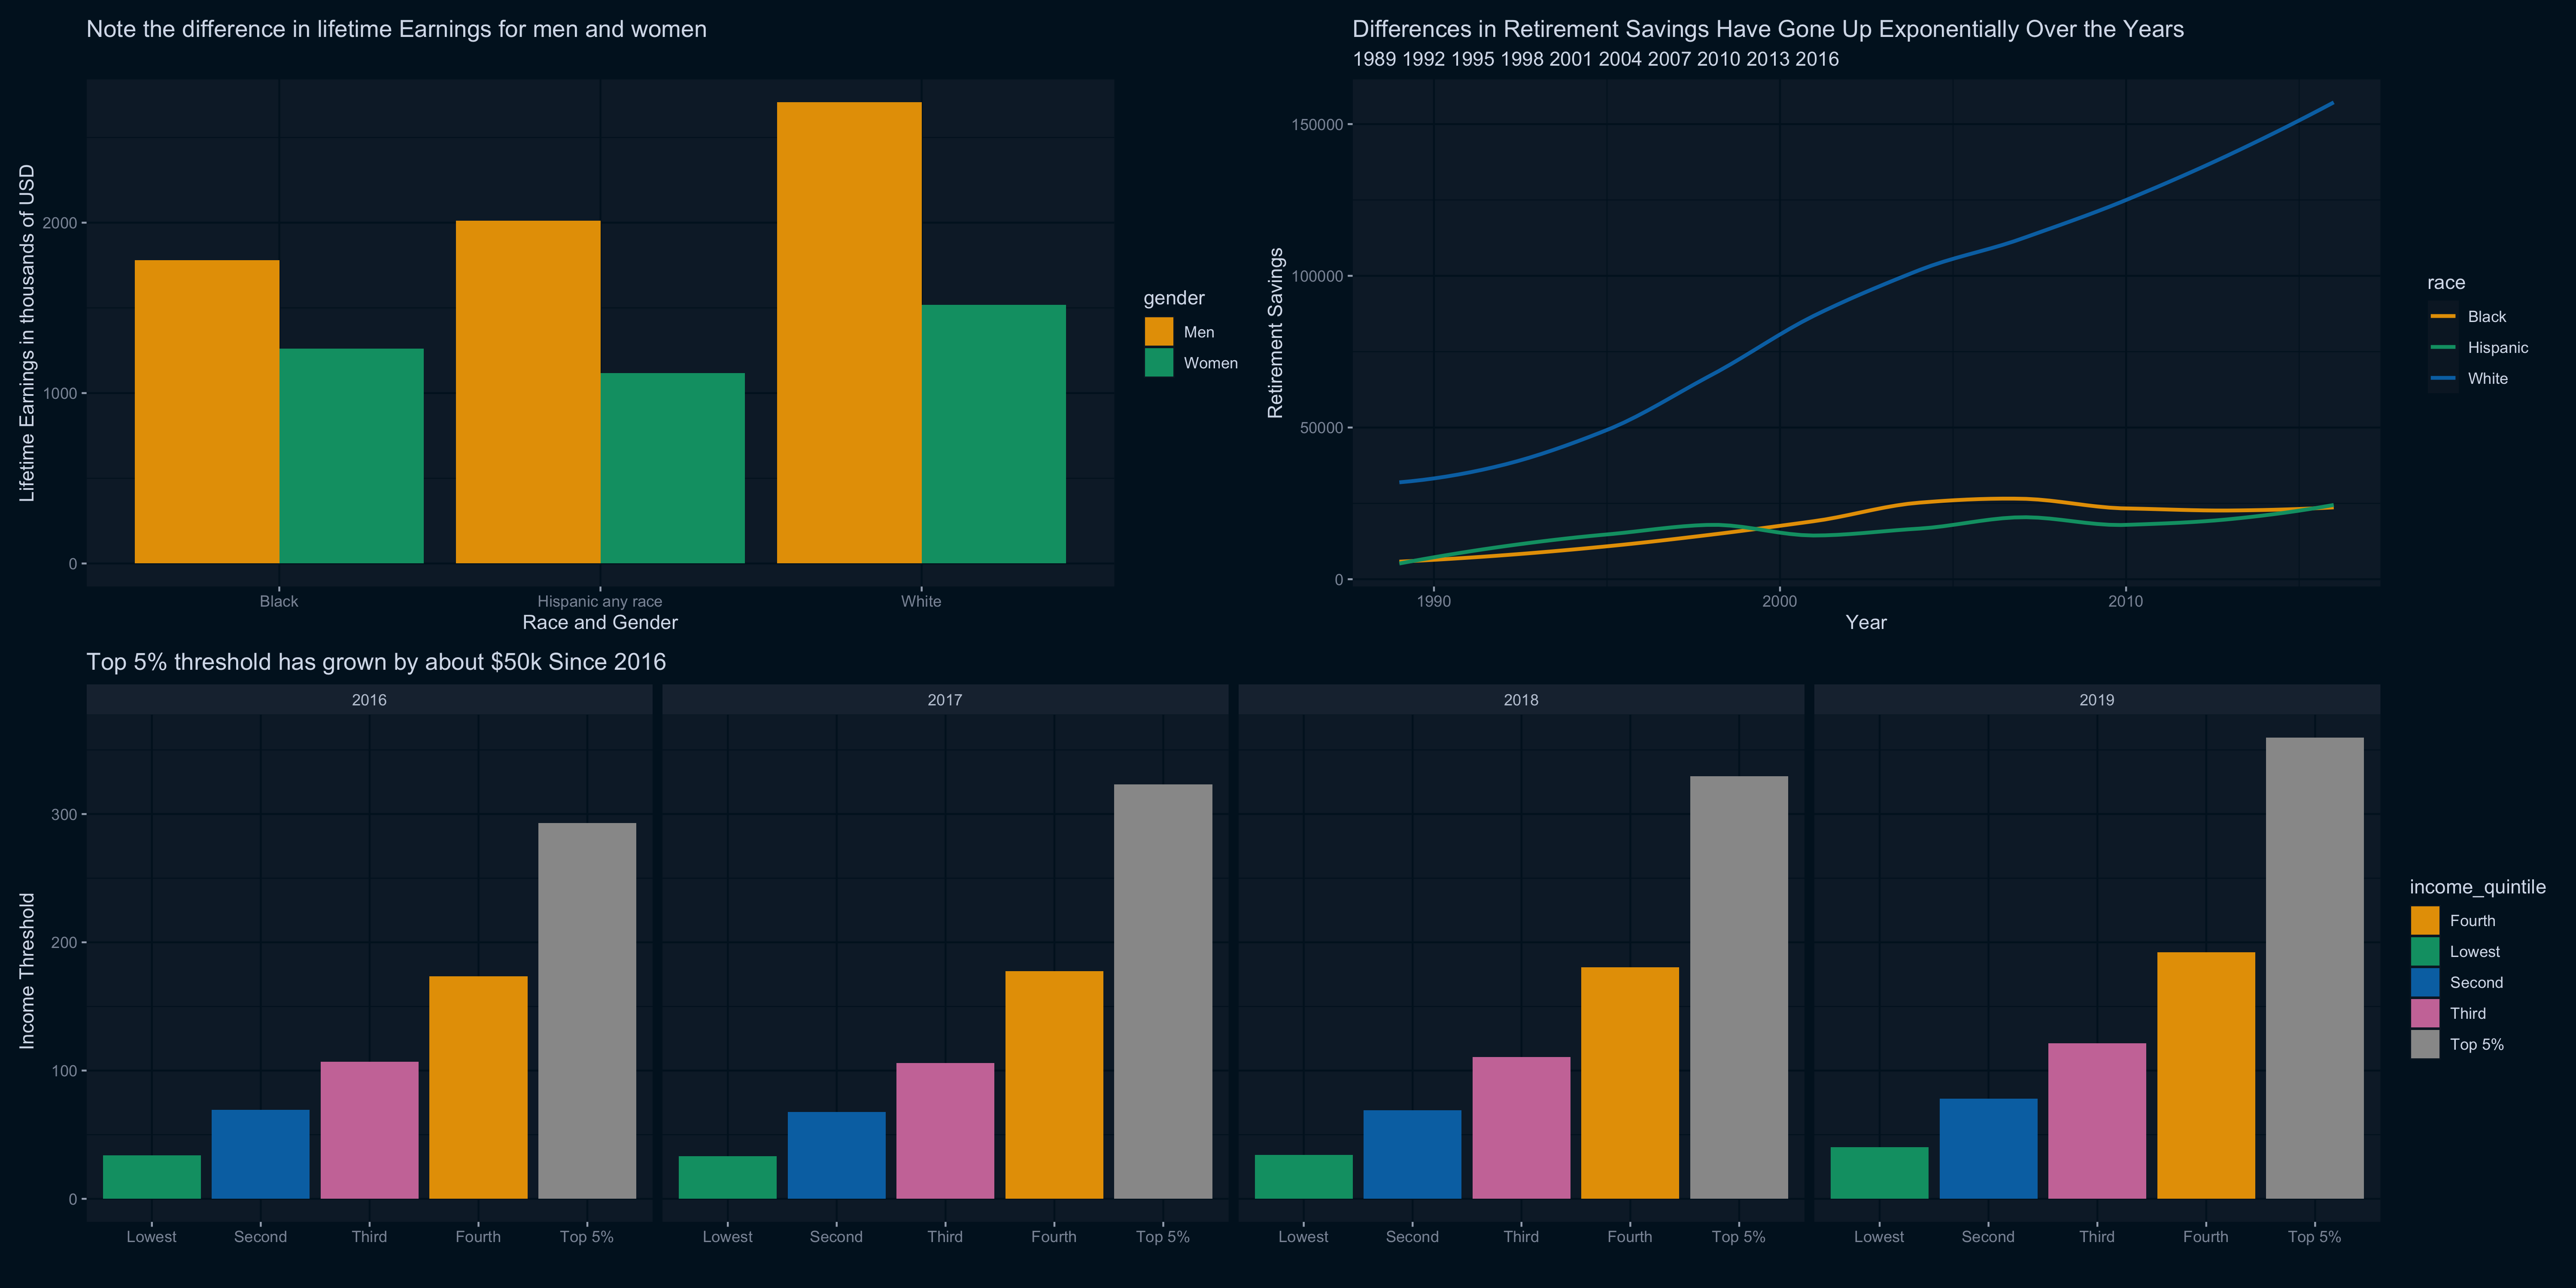 Note the difference in lifetime Earnings for men and women
Lifetime Earnings in thousands of USD
2000
1000
0
Black
Hispanic any race
White
Race and Gender
gender
Men
Women
Differences in Retirement Savings Have Gone Up Exponentially Over the Years
1989 1992 1995 1998 2001 2004 2007 2010 2013 2016
Retirement Savings
150000
100000
50000
0
1990
2000
2010
Year
race
Black
Hispanic
White
Top 5% threshold has grown by about $50k Since 2016
2016
2017
2018
2019
Income Threshold
300
200
100
0
Lowest
Second
Third
Fourth
Top 5%
Lowest
Second
Third
Fourth
Top 5%
Lowest
Second
Third
Fourth
Top 5%
Lowest
Second
Third
Fourth
Top 5%
income_quintile
Fourth
Lowest
Second
Third
Top 5%